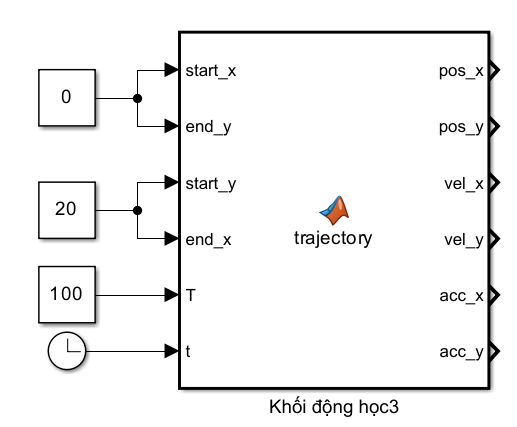 start_x
pos_x
0
end_y
pos_y
start_y
vel_x
20
trajectory
end_x
vel_y
100
T
acc_x
t
acc_y
Khối động học3